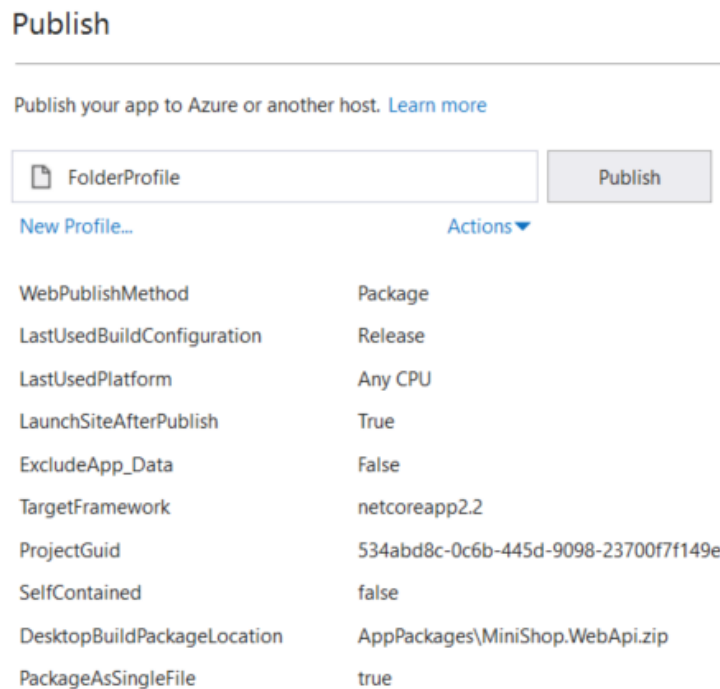 Publish
Publish your app to Azure or another host. Learn more
FolderProfile Publish
New Profile... Actions
WebPublishMethod Package
LastUsedBuildConfiguration Release
LastUsedPlatform Any CPU
LaunchSiteAfterPublish True
ExcludeApp_Data False
TargetFramework netcoreapp2.2
ProjectGuid 534abd8c-0c6b-445d-9098-23700f7f149e
SelfContained false
DesktopBuildPackageLocation AppPackages\MiniShop.WebApi.zip
PackageAsSingleFile true